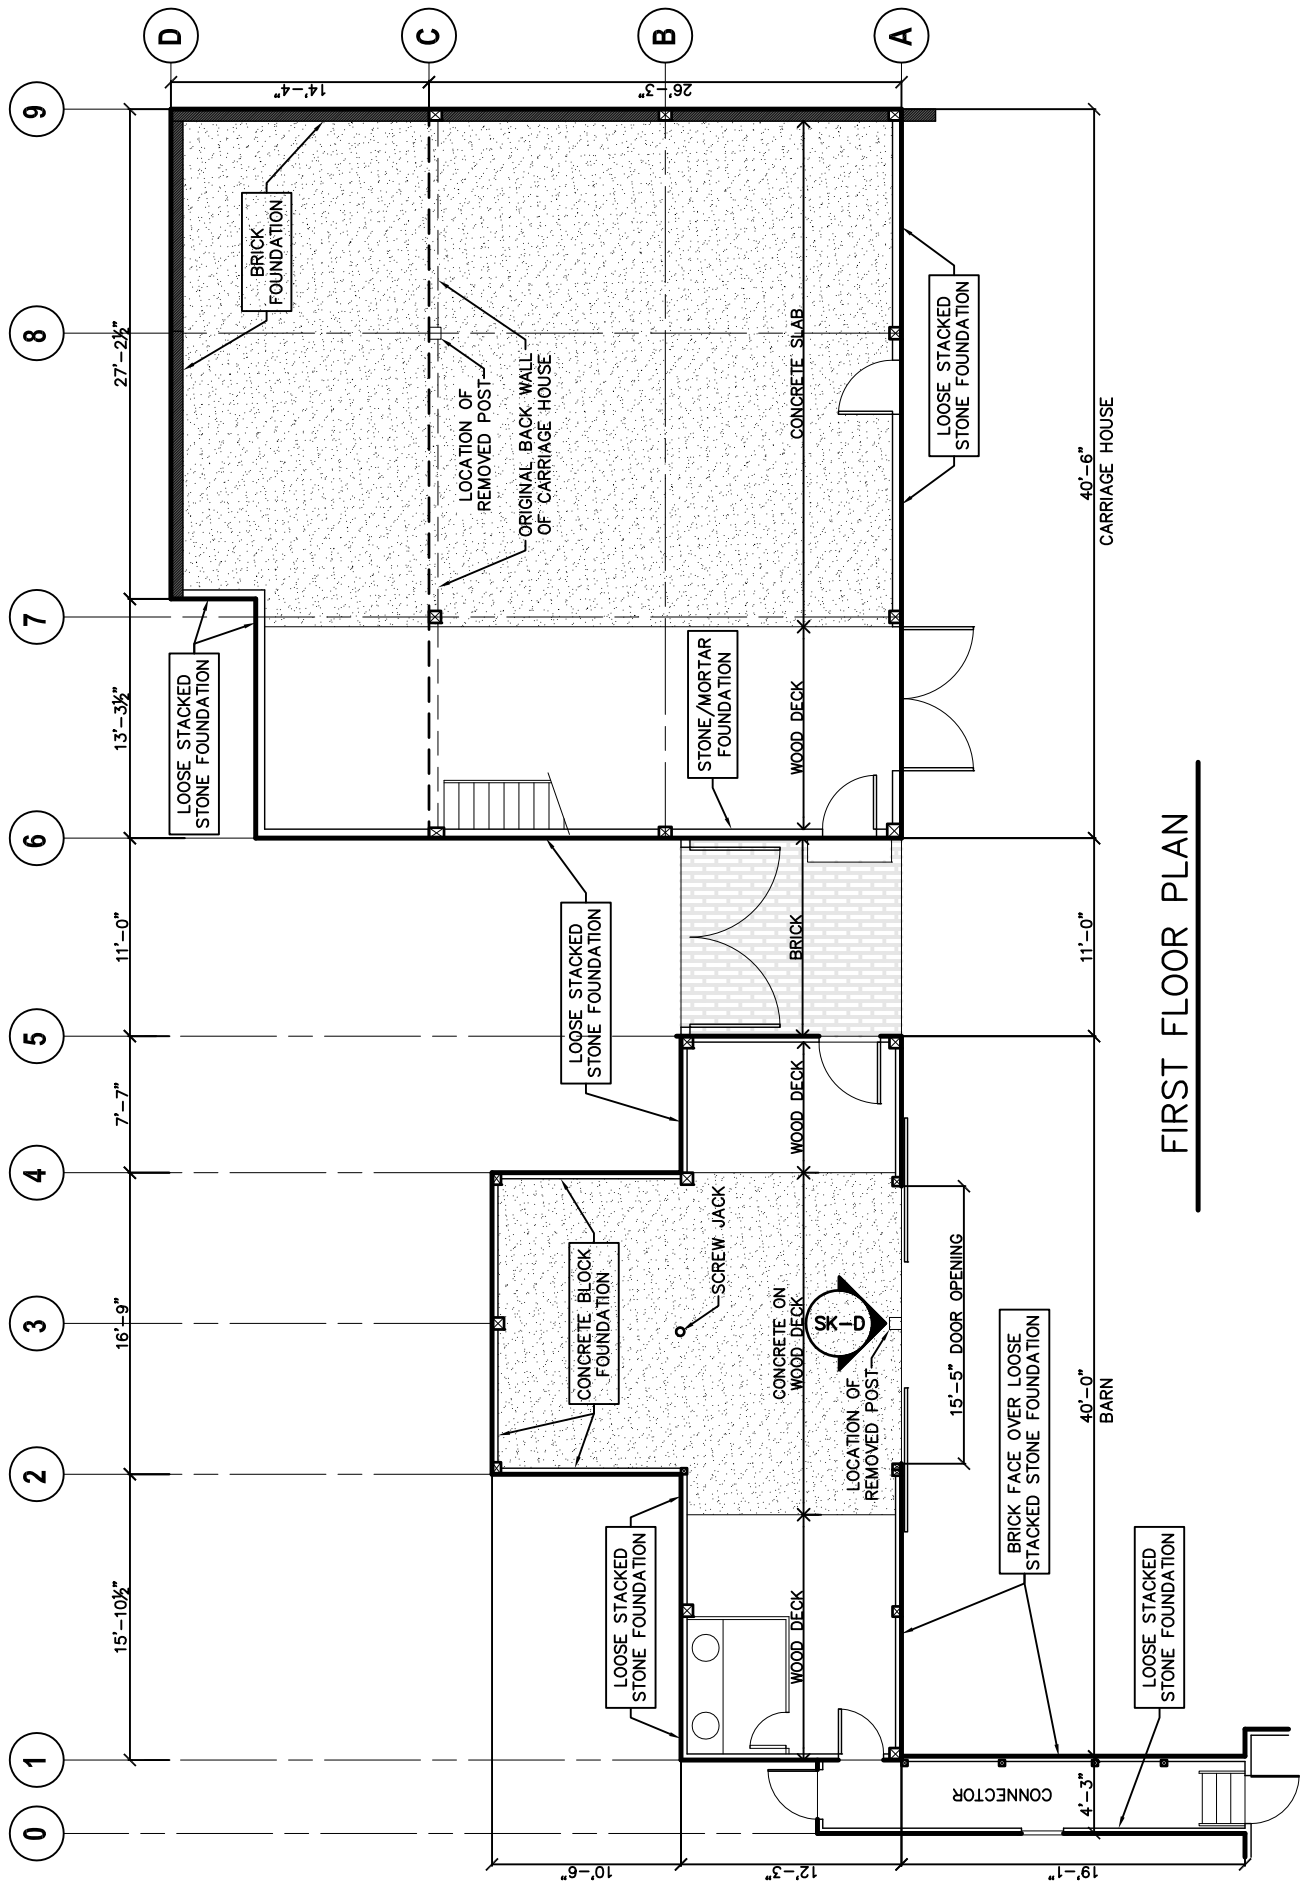 0
1
2
3
4
5
6
7
8
9
15'-10½"
16'-9"
7'-7"
11'-0"
13'-3½"
27'-2½"
D
C
B
A
14'-4"
26'-3"
LOOSE STACKED
STONE FOUNDATION
BRICK
FOUNDATION
LOCATION OF
REMOVED POST
ORIGINAL BACK WALL
OF CARRIAGE HOUSE
10'-6"
12'-3"
19'-1"
LOOSE STACKED
STONE FOUNDATION
CONCRETE BLOCK
FOUNDATION
LOOSE STACKED
STONE FOUNDATION
STONE/MORTAR
FOUNDATION
SCREW JACK
WOOD DECK
CONCRETE ON
WOOD DECK
WOOD DECK
BRICK
WOOD DECK
CONCRETE SLAB
SK-D
LOCATION OF
REMOVED POST
15'-5" DOOR OPENING
LOOSE STACKED
STONE FOUNDATION
BRICK FACE OVER LOOSE
STACKED STONE FOUNDATION
CONNECTOR
4'-3"
40'-0"
BARN
11'-0"
40'-6"
CARRIAGE HOUSE
LOOSE STACKED
STONE FOUNDATION
FIRST FLOOR PLAN